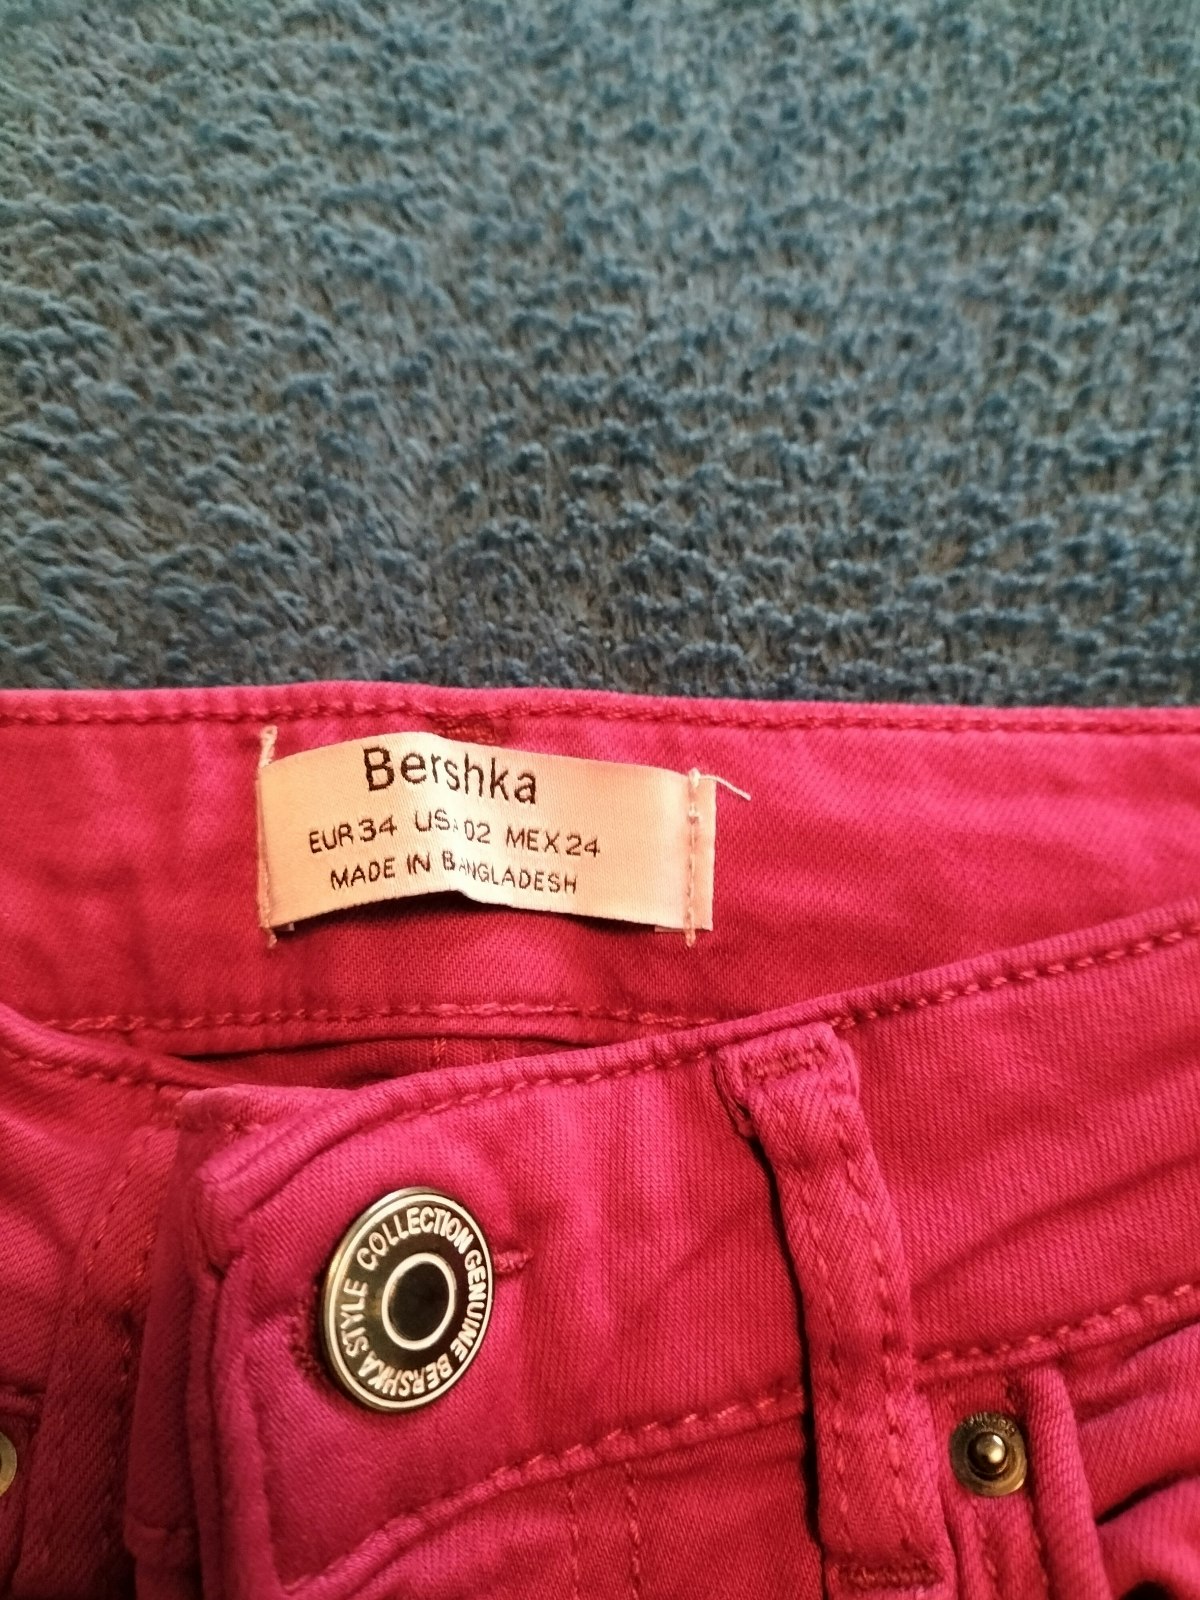 Bershka
EUR 34 US 02 MEX 24
MADE IN BANGLADESH
COLLECTION GENUINE BERSHKA STYLE